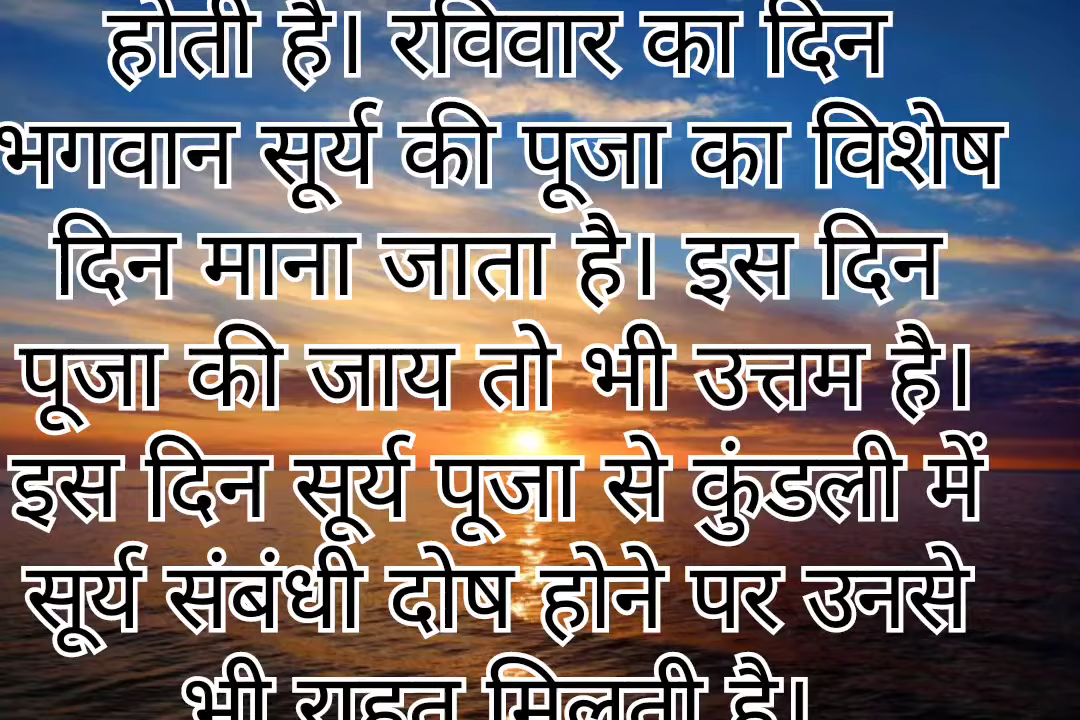 होती है। रविवार का दिन
भगवान सूर्य की पूजा का विशेष
दिन माना जाता है। इस दिन
पूजा की जाय तो भी उत्तम है।
इस दिन सूर्य पूजा से कुंडली में
सूर्य संबंधी दोष होने पर उनसे
भी राहत मिलती है।